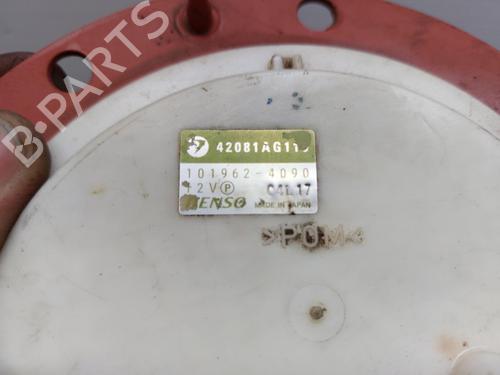 B-PARTS
42081AG11
101962-4090
12V P 04L17
DENSO MADE IN JAPAN
>POM<